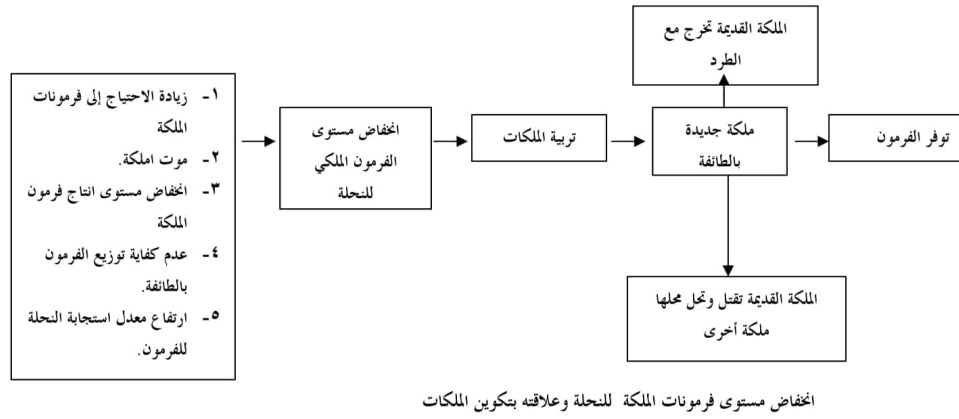 ١- زيادة الاحتياج إلى فرمونات
الملكة
٢- موت املكة.
٣- انخفاض مستوى انتاج فرمون
الملكة
٤- عدم كفاية توزيع الفرمون
بالطائفة.
٥- ارتفاع معدل استجابة النحلة
للفرمون.
انخفاض مستوى
الفرمون الملكي
للنحلة
تربية الملكات
الملكة القديمة تخرج مع
الطرد
ملكة جديدة
بالطائفة
توفر الفرمون
الملكة القديمة تقتل وتحل محلها
ملكة أخرى
انخفاض مستوى فرمونات الملكة للنحلة وعلاقته بتكوين الملكات